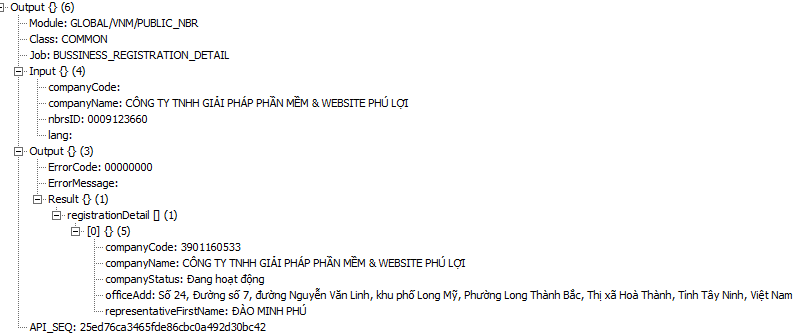 Output {} (6)
Module: GLOBAL/VNM/PUBLIC_NBR
Class: COMMON
Job: BUSSINESS_REGISTRATION_DETAIL
Input {} (4)
companyCode:
companyName: CÔNG TY TNHH GIẢI PHÁP PHẦN MỀM & WEBSITE PHÚ LỢI
nbrsID: 0009123660
lang:
Output {} (3)
ErrorCode: 00000000
ErrorMessage:
Result {} (1)
registrationDetail [] (1)
[0] {} (5)
companyCode: 3901160533
companyName: CÔNG TY TNHH GIẢI PHÁP PHẦN MỀM & WEBSITE PHÚ LỢI
companyStatus: Đang hoạt động
officeAdd: Số 24, Đường số 7, đường Nguyễn Văn Linh, khu phố Long Mỹ, Phường Long Thành Bắc, Thị xã Hoà Thành, Tỉnh Tây Ninh, Việt Nam
representativeFirstName: ĐÀO MINH PHÚ
API_SEQ: 25ed76ca3465fde86cbc0a492d30bc42